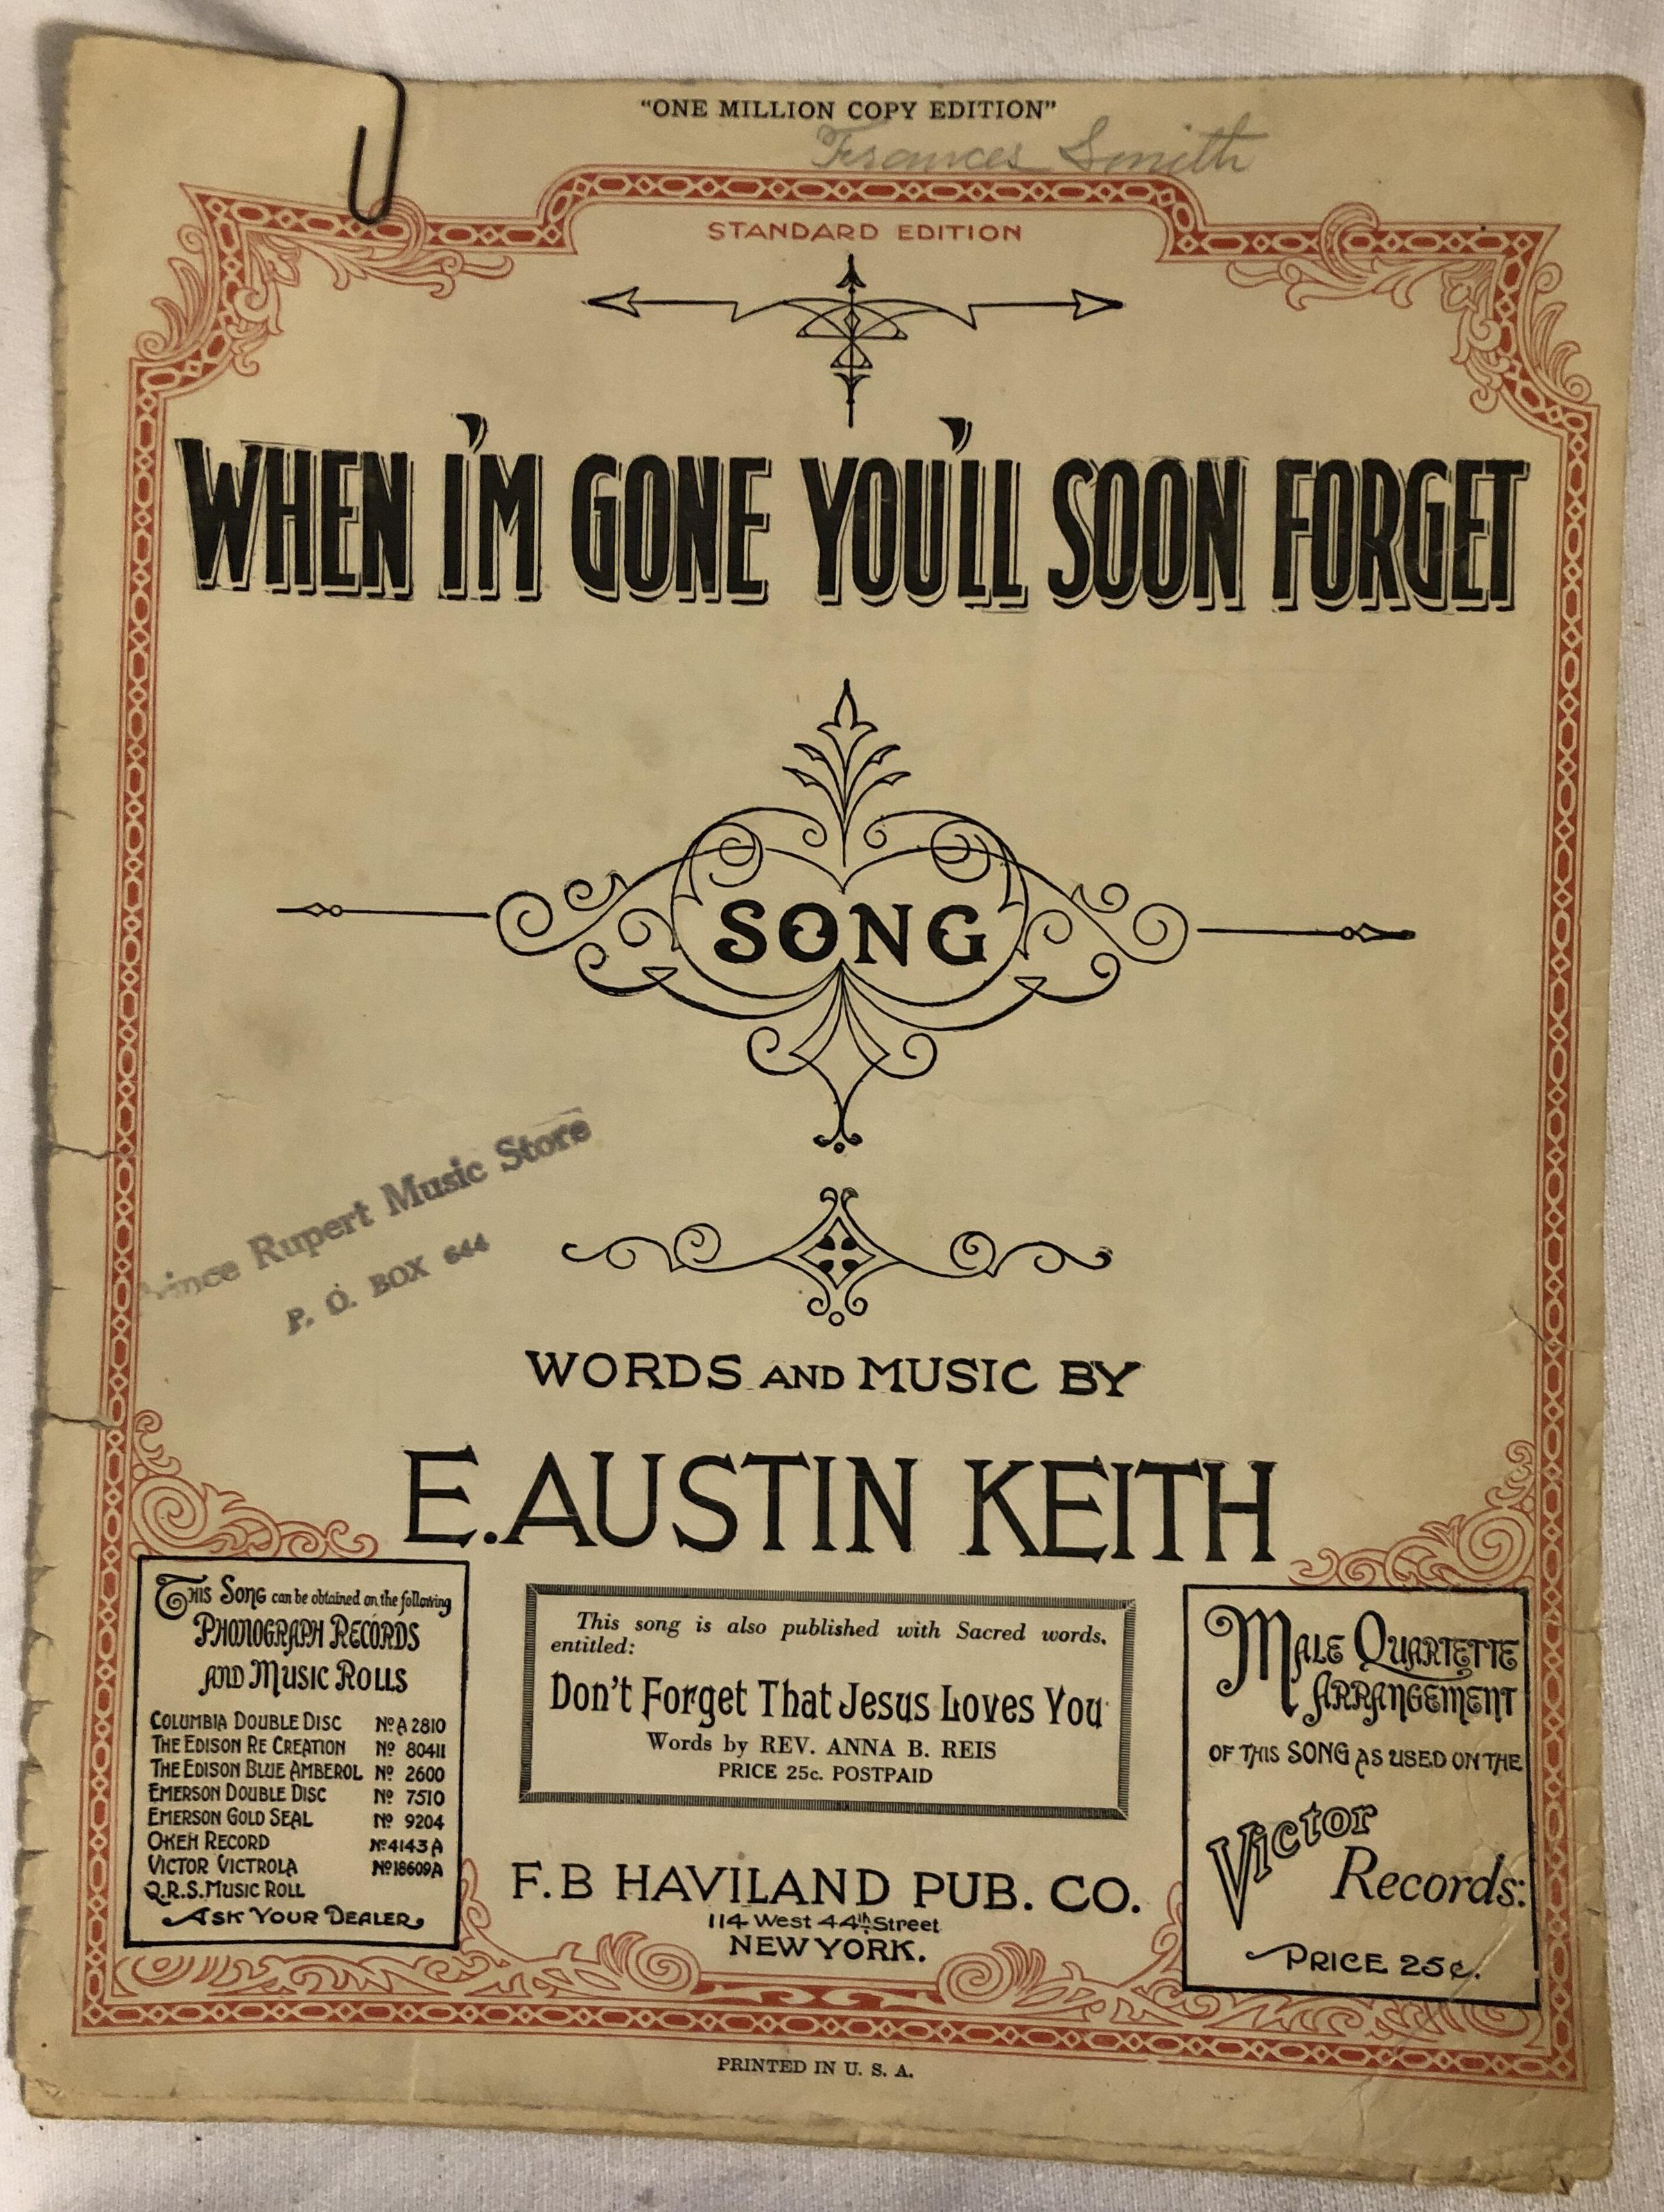 "ONE MILLION COPY EDITION"
Frances Smith
STANDARD EDITION
WHEN I'M GONE YOU'LL SOON FORGET
SONG
Prince Rupert Music Store
P. O. BOX 644
WORDS AND MUSIC BY
E. AUSTIN KEITH
THIS SONG can be obtained on the following
PHONOGRAPH RECORDS
AND MUSIC ROLLS
COLUMBIA DOUBLE DISC Nº A 2810
THE EDISON RE CREATION Nº 80411
THE EDISON BLUE AMBEROL Nº 2600
EMERSON DOUBLE DISC Nº 7510
EMERSON GOLD SEAL Nº 9204
OKEH RECORD Nº 4143 A
VICTOR VICTROLA Nº 18609A
Q.R.S. MUSIC ROLL
ASK YOUR DEALER
This song is also published with Sacred words,
entitled:
Don't Forget That Jesus Loves You
Words by REV. ANNA B. REIS
PRICE 25c. POSTPAID
F.B HAVILAND PUB. CO.
114 West 44th Street
NEW YORK.
MALE QUARTETTE
ARRANGEMENT
OF THIS SONG AS USED ON THE
Victor
Records:
PRICE 25¢.
PRINTED IN U. S. A.